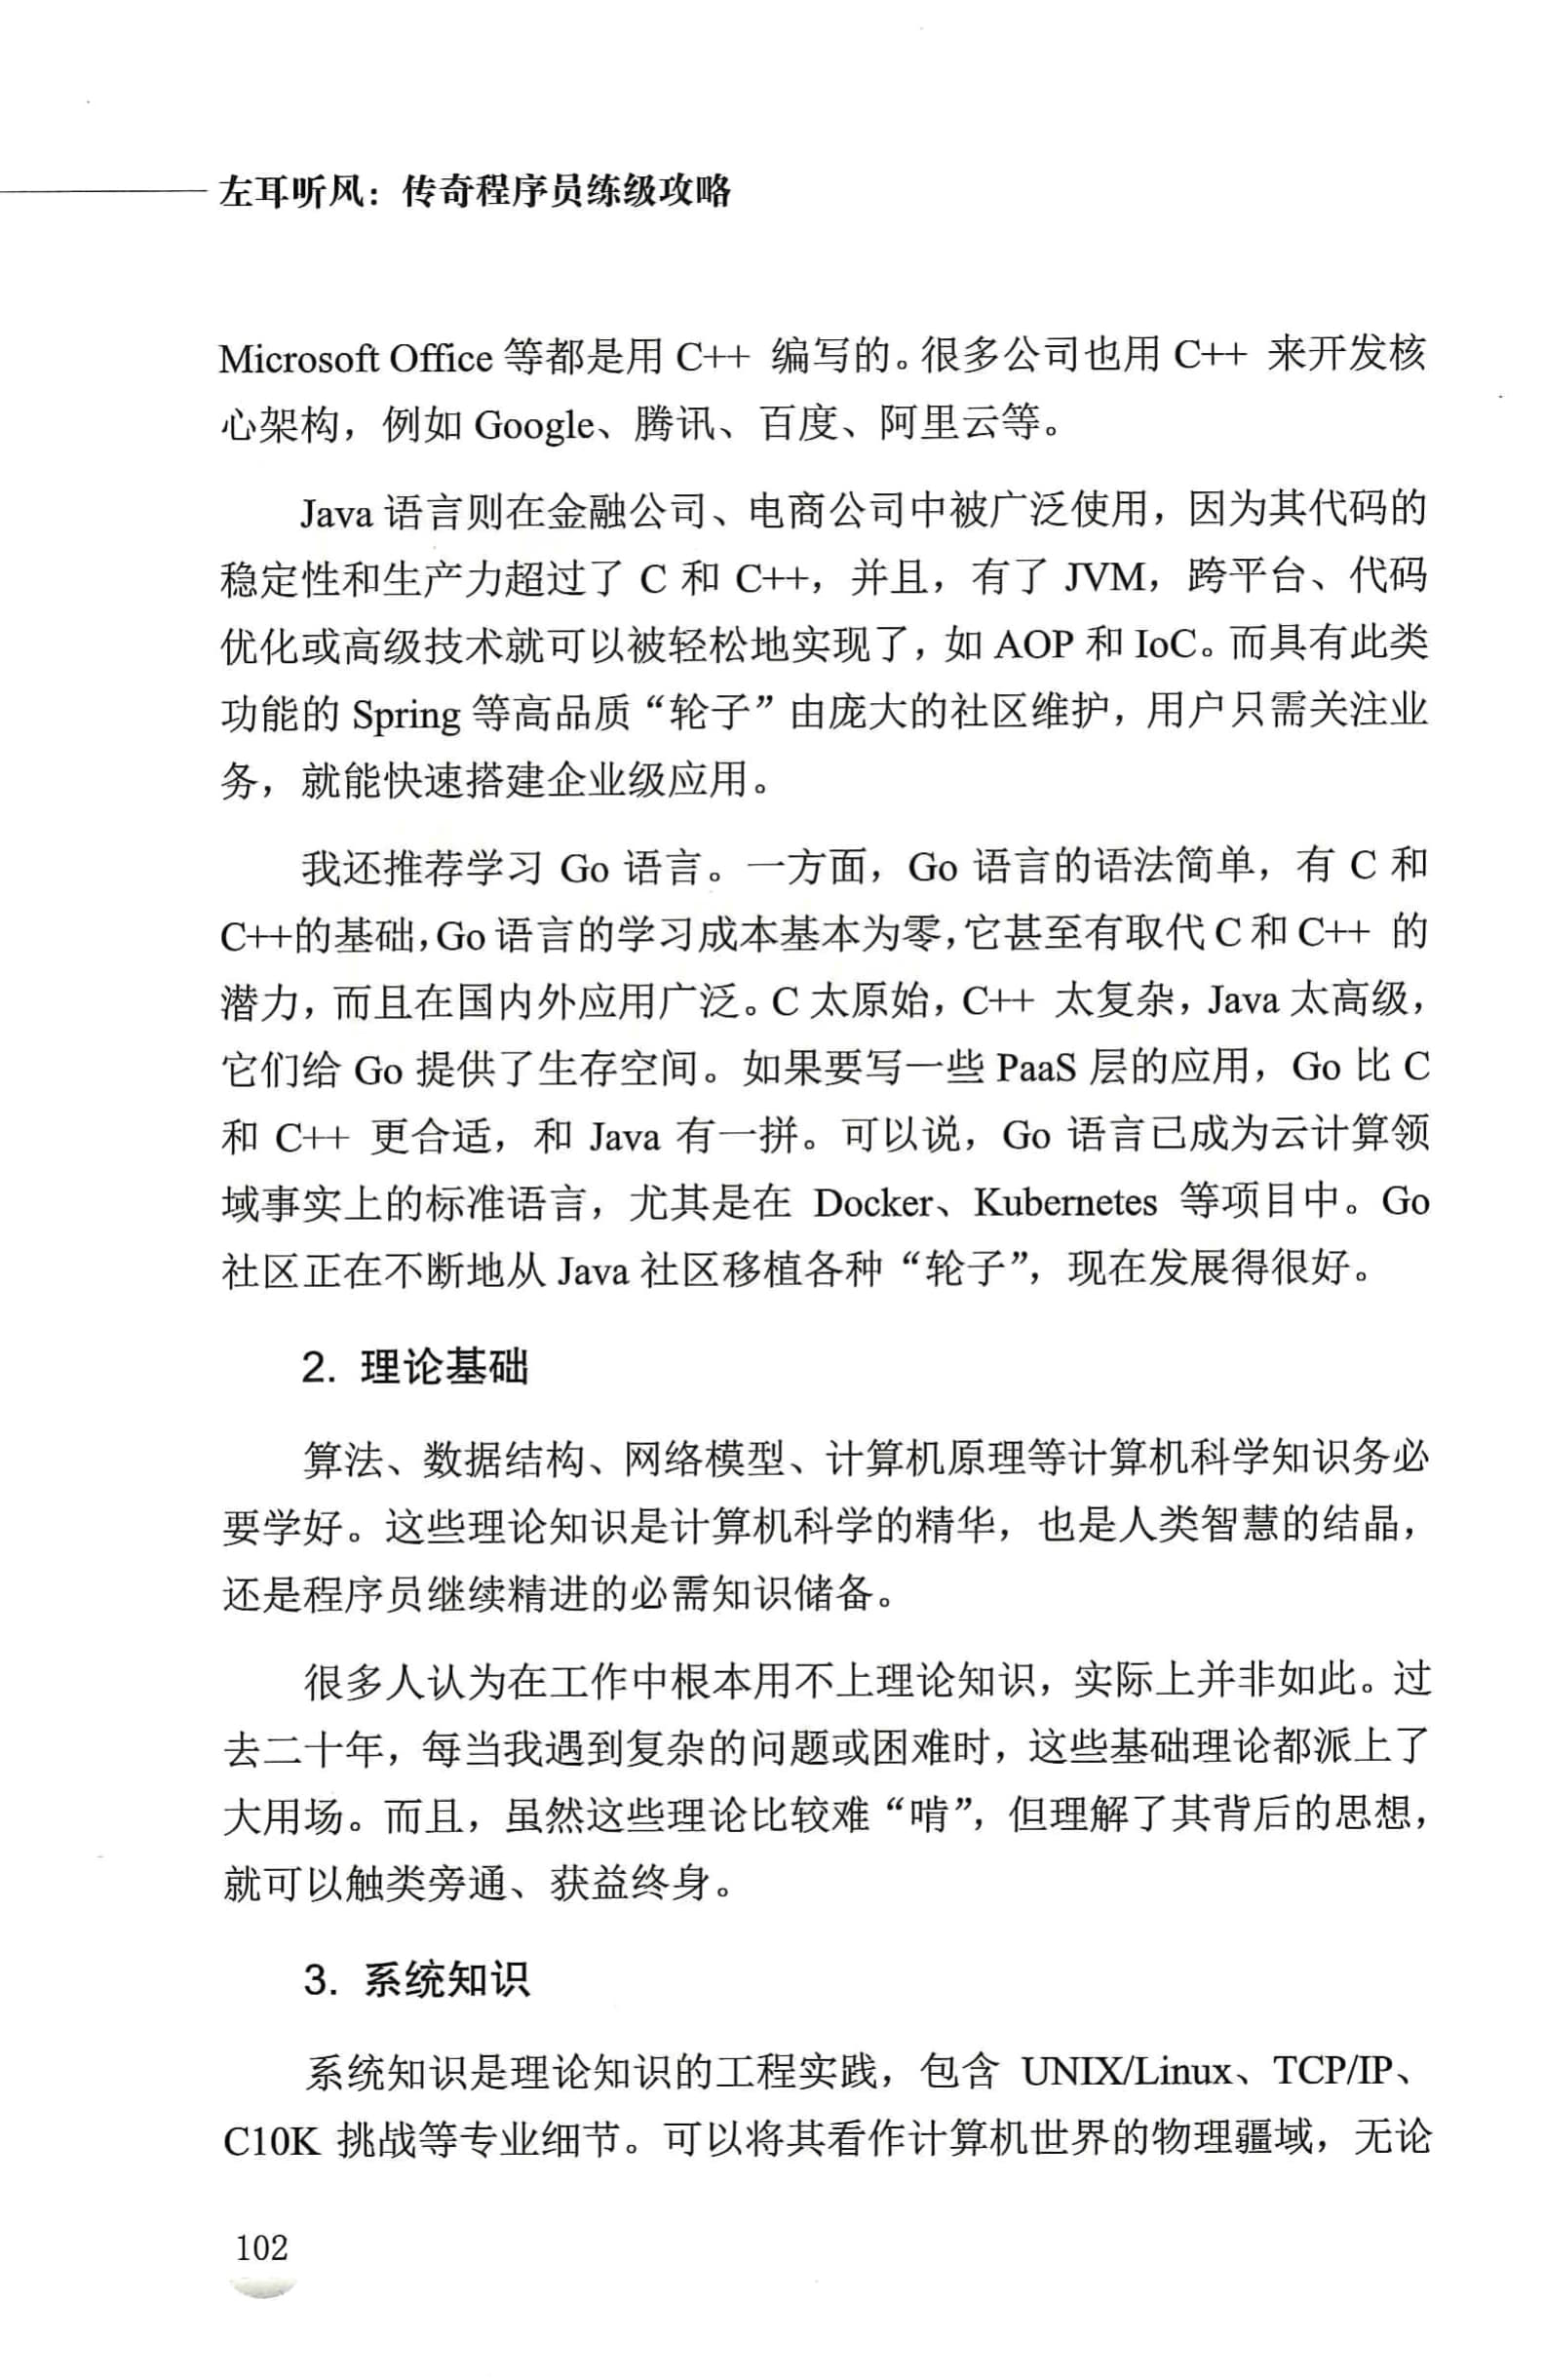 左耳听风：传奇程序员练级攻略
Microsoft Office 等都是用 C++ 编写的。很多公司也用 C++ 来开发核
心架构，例如 Google、腾讯、百度、阿里云等。
Java 语言则在金融公司、电商公司中被广泛使用，因为其代码的
稳定性和生产力超过了 C 和 C++，并且，有了 JVM，跨平台、代码
优化或高级技术就可以被轻松地实现了，如 AOP 和 IoC。而具有此类
功能的 Spring 等高品质“轮子”由庞大的社区维护，用户只需关注业
务，就能快速搭建企业级应用。
我还推荐学习 Go 语言。一方面，Go 语言的语法简单，有 C 和
C++的基础，Go 语言的学习成本基本为零，它甚至有取代 C 和 C++ 的
潜力，而且在国内外应用广泛。C 太原始，C++ 太复杂，Java 太高级，
它们给 Go 提供了生存空间。如果要写一些 PaaS 层的应用，Go 比 C
和 C++ 更合适，和 Java 有一拼。可以说，Go 语言已成为云计算领
域事实上的标准语言，尤其是在 Docker、Kubernetes 等项目中。Go
社区正在不断地从 Java 社区移植各种“轮子”，现在发展得很好。
2. 理论基础
算法、数据结构、网络模型、计算机原理等计算机科学知识务必
要学好。这些理论知识是计算机科学的精华，也是人类智慧的结晶，
还是程序员继续精进的必需知识储备。
很多人认为在工作中根本用不上理论知识，实际上并非如此。过
去二十年，每当我遇到复杂的问题或困难时，这些基础理论都派上了
大用场。而且，虽然这些理论比较难“啃”，但理解了其背后的思想，
就可以触类旁通、获益终身。
3. 系统知识
系统知识是理论知识的工程实践，包含 UNIX/Linux、TCP/IP、
C10K 挑战等专业细节。可以将其看作计算机世界的物理疆域，无论
102